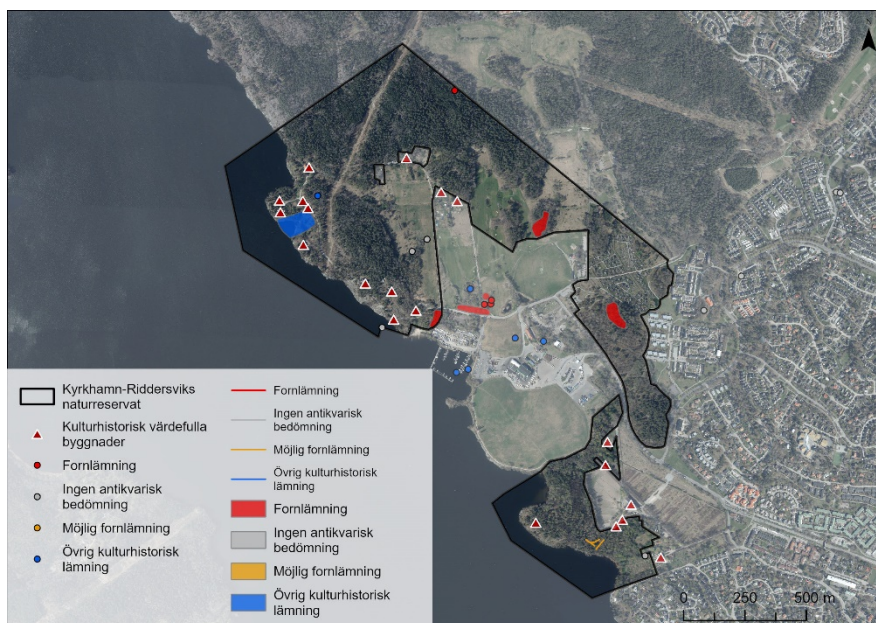 Kyrkhamn-Riddersviks
naturreservat
Kulturhistorisk värdefulla
byggnader
Fornlämning
Ingen antikvarisk
bedömning
Möjlig fornlämning
Övrig kulturhistorisk
lämning
Fornlämning
Ingen antikvarisk
bedömning
Möjlig fornlämning
Övrig kulturhistorisk
lämning
Fornlämning
Ingen antikvarisk
bedömning
Möjlig fornlämning
Övrig kulturhistorisk
lämning
0 250 500 m